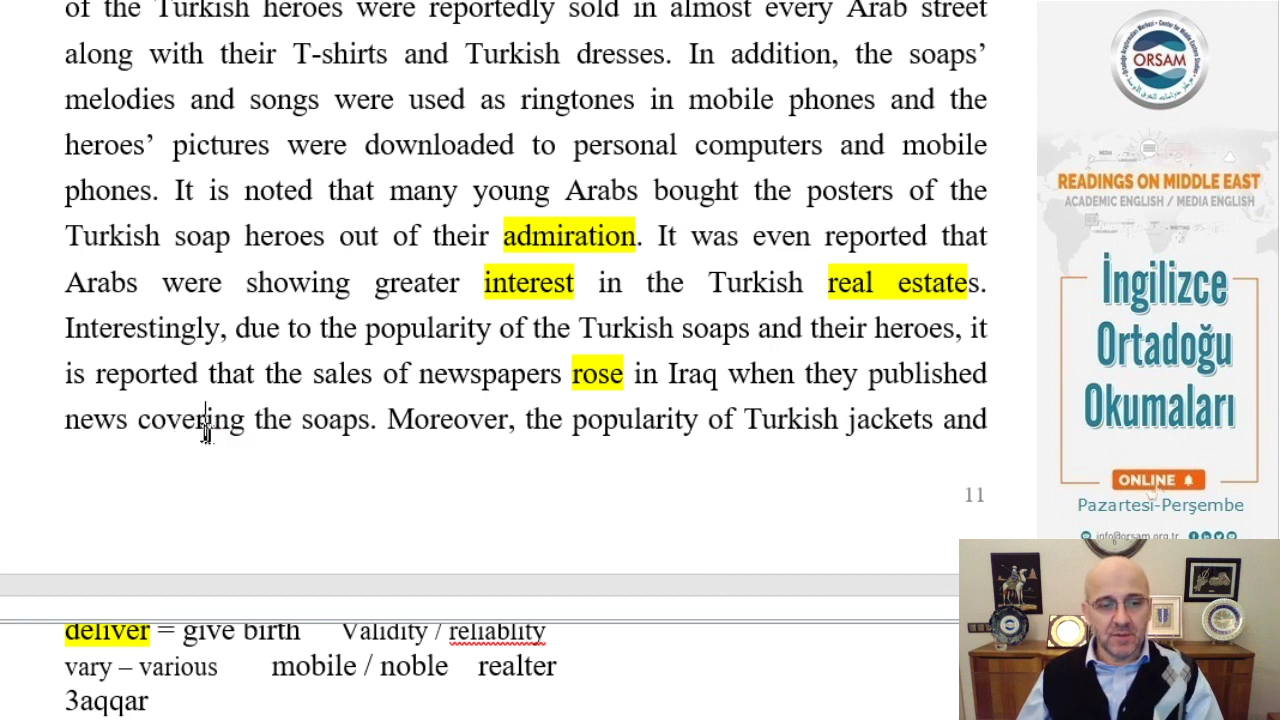 of the Turkish heroes were reportedly sold in almost every Arab street
along with their T-shirts and Turkish dresses. In addition, the soaps’
melodies and songs were used as ringtones in mobile phones and the
heroes’ pictures were downloaded to personal computers and mobile
phones. It is noted that many young Arabs bought the posters of the
Turkish soap heroes out of their admiration. It was even reported that
Arabs were showing greater interest in the Turkish real estates.
Interestingly, due to the popularity of the Turkish soaps and their heroes, it
is reported that the sales of newspapers rose in Iraq when they published
news covering the soaps. Moreover, the popularity of Turkish jackets and
11
deliver = give birth Validity / reliablity
vary – various mobile / noble realter
3aqqar
ORSAM
READINGS ON MIDDLE EAST
ACADEMIC ENGLISH / MEDIA ENGLISH
İngilizce
Ortadoğu
Okumaları
ONLINE
Pazartesi-Perşembe
info@orsam.org.tr